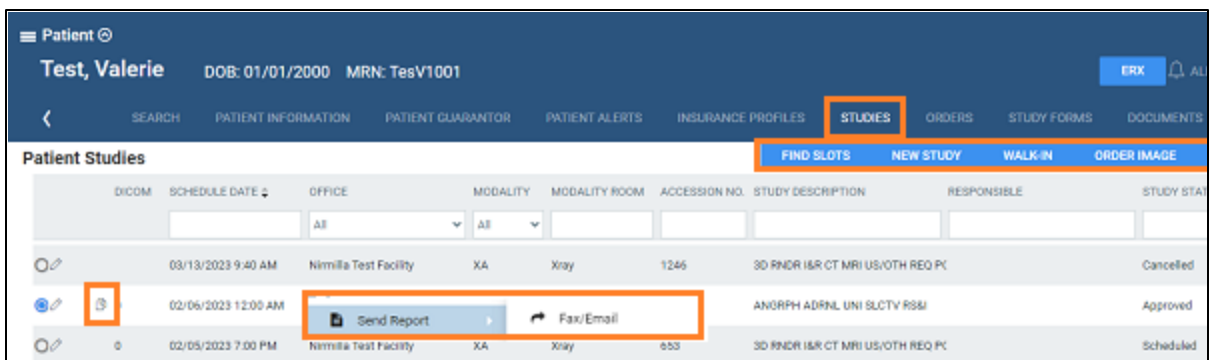 Patient
Test, Valerie DOB: 01/01/2000 MRN: TesV1001 ERX
SEARCH PATIENT INFORMATION PATIENT GUARANTOR PATIENT ALERTS INSURANCE PROFILES STUDIES ORDERS STUDY FORMS DOCUMENTS
Patient Studies FIND SLOTS NEW STUDY WALK-IN ORDER IMAGE
DICOM SCHEDULE DATE OFFICE MODALITY MODALITY ROOM ACCESSION NO. STUDY DESCRIPTION RESPONSIBLE STUDY STAT
All All
03/13/2023 9:40 AM Nirmilla Test Facility XA Xray 1246 3D RNDR I&R CT MRI US/OTH REQ PO Cancelled
02/06/2023 12:00 AM ANGRPH ADRNL UNI SLCTV RS&I Approved
Send Report Fax/Email
0 02/05/2023 7:00 PM Nirmilla Test Facility XA Xray 653 3D RNDR I&R CT MRI US/OTH REQ PO Scheduled